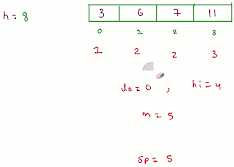 h = 8
3 6 7 11
0 1 2 3
1 2 2 3
lo = 0 , hi = 4
m = 5
sp = 5